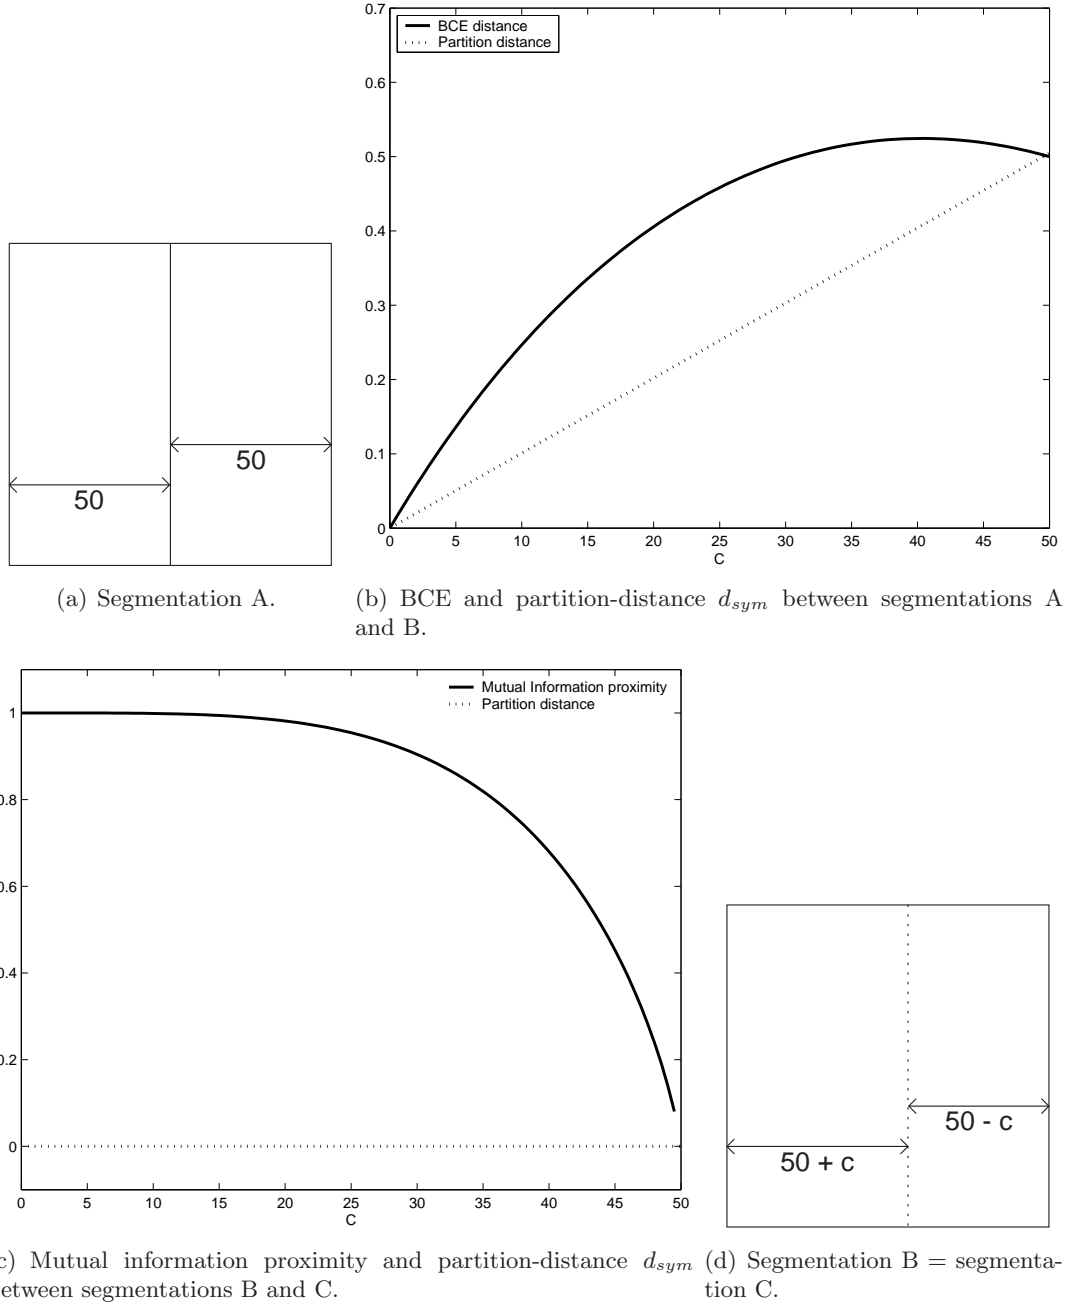 0.7
BCE distance
Partition distance
0.6
0.5
0.4
0.3
0.2
0.1
0
0 5 10 15 20 25 30 35 40 45 50
C
50
50
(a) Segmentation A.
(b) BCE and partition-distance d_sym between segmentations A
and B.
Mutual Information proximity
Partition distance
1
0.8
0.6
0.4
0.2
0
0 5 10 15 20 25 30 35 40 45 50
C
50 - c
50 + c
c) Mutual information proximity and partition-distance d_sym
etween segmentations B and C.
(d) Segmentation B = segmenta-
tion C.